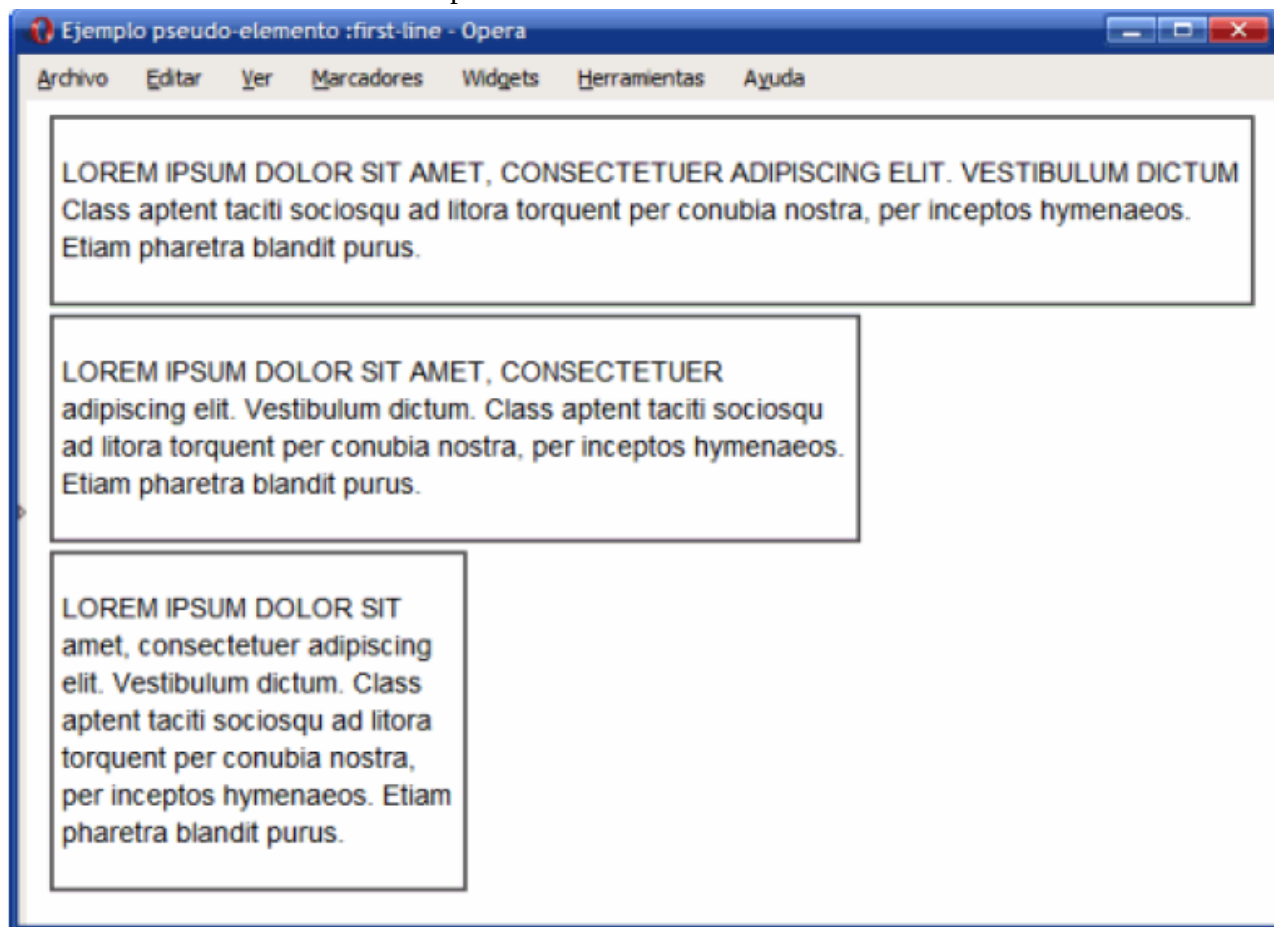 Ejemplo pseudo-elemento :first-line - Opera
Archivo Editar Ver Marcadores Widgets Herramientas Ayuda
LOREM IPSUM DOLOR SIT AMET, CONSECTETUER ADIPISCING ELIT. VESTIBULUM DICTUM
Class aptent taciti sociosqu ad litora torquent per conubia nostra, per inceptos hymenaeos.
Etiam pharetra blandit purus.
LOREM IPSUM DOLOR SIT AMET, CONSECTETUER
adipiscing elit. Vestibulum dictum. Class aptent taciti sociosqu
ad litora torquent per conubia nostra, per inceptos hymenaeos.
Etiam pharetra blandit purus.
LOREM IPSUM DOLOR SIT
amet, consectetuer adipiscing
elit. Vestibulum dictum. Class
aptent taciti sociosqu ad litora
torquent per conubia nostra,
per inceptos hymenaeos. Etiam
pharetra blandit purus.